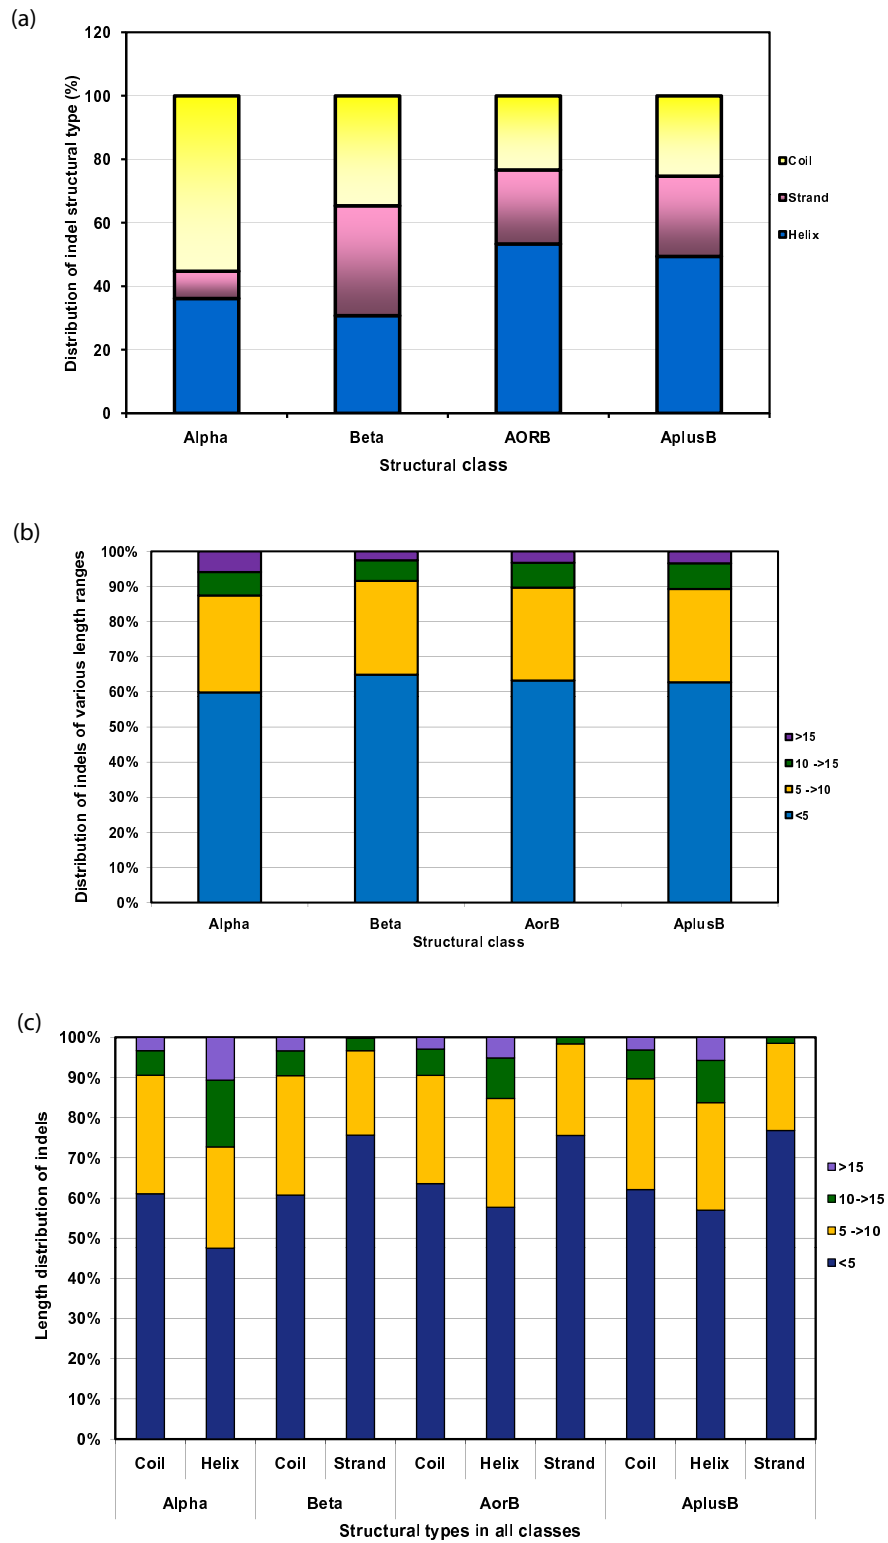 (a)
Distribution of indel structural type (%)
120
100
80
60
40
20
0
Alpha Beta AORB AplusB
Structural class
Coil
Strand
Helix
(b)
Distribution of indels of various length ranges
100%
90%
80%
70%
60%
50%
40%
30%
20%
10%
0%
Alpha Beta AorB AplusB
Structural class
>15
10 ->15
5 ->10
<5
(c)
Length distribution of indels
100%
90%
80%
70%
60%
50%
40%
30%
20%
10%
0%
Coil Helix Coil Strand Coil Helix Strand Coil Helix Strand
Alpha Beta AorB AplusB
Structural types in all classes
>15
10->15
5 ->10
<5